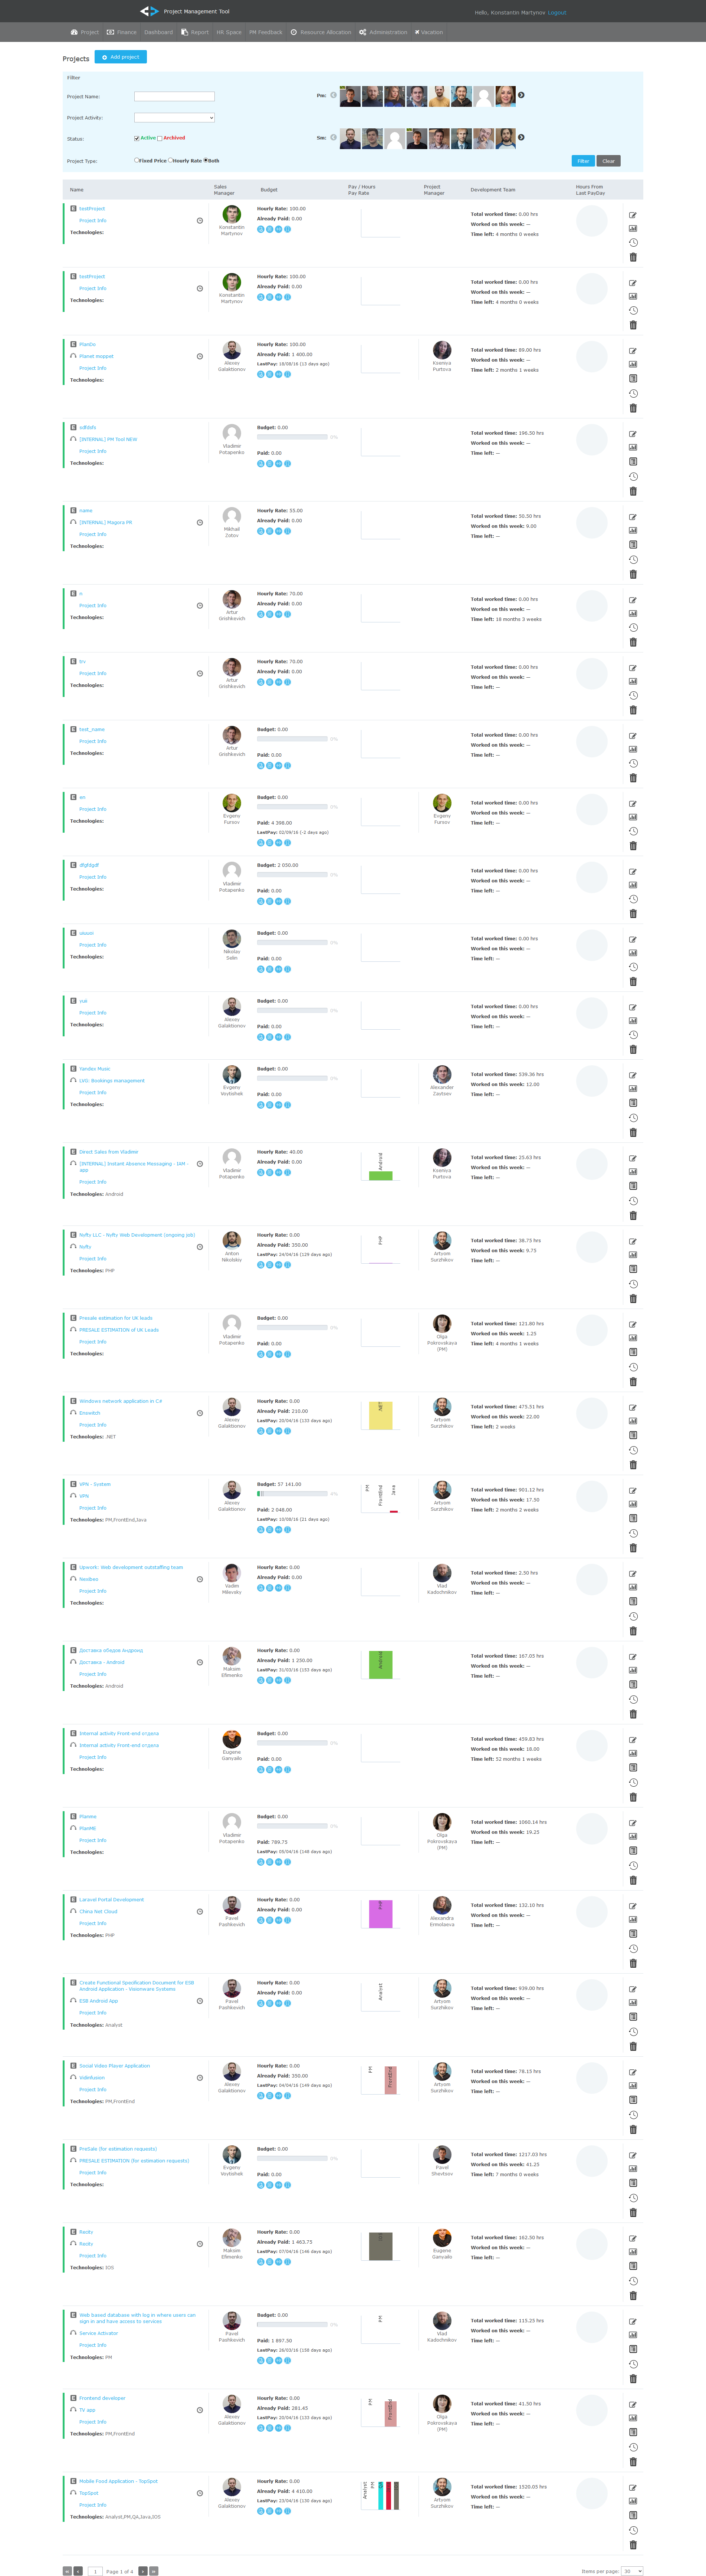 Project Management Tool
Hello, Konstantin Martynov Logout
Project Finance Dashboard Report HR Space PM Feedback Resource Allocation Administration Vacation
Projects Add project
Filter
Project Name:
Pm:
Project Activity:
Status: Active Archived
Sm:
Project Type: Fixed Price Hourly Rate Both
Filter Clear
Name Sales Manager Budget Pay / Hours Pay Rate Project Manager Development Team Hours From Last PayDay
testProject
Project Info
Technologies:
Konstantin Martynov
Hourly Rate: 100.00
Already Paid: 0.00
Total worked time: 0.00 hrs
Worked on this week: —
Time left: 4 months 0 weeks
testProject
Project Info
Technologies:
Konstantin Martynov
Hourly Rate: 100.00
Already Paid: 0.00
Total worked time: 0.00 hrs
Worked on this week: —
Time left: 4 months 0 weeks
PlanDo
Planet moppet
Project Info
Technologies:
Alexey Galaktionov
Hourly Rate: 100.00
Already Paid: 1 400.00
LastPay: 18/08/16 (13 days ago)
Kseniya Purtova
Total worked time: 89.00 hrs
Worked on this week: —
Time left: 2 months 1 weeks
[INTERNAL] PM Tool NEW
Project Info
Technologies:
Vladimir Potapenko
Budget: 0.00
0%
Paid: 0.00
Total worked time: 196.50 hrs
Worked on this week: —
Time left: —
name
[INTERNAL] Magora PR
Project Info
Technologies:
Mikhail Zotov
Hourly Rate: 55.00
Already Paid: 0.00
Total worked time: 50.50 hrs
Worked on this week: 9.00
Time left: —
n
Project Info
Technologies:
Artur Grishkevich
Hourly Rate: 70.00
Already Paid: 0.00
Total worked time: 0.00 hrs
Worked on this week: —
Time left: 18 months 3 weeks
Project Info
Technologies:
Artur Grishkevich
Hourly Rate: 70.00
Already Paid: 0.00
Total worked time: 0.00 hrs
Worked on this week: —
Time left: —
test_name
Project Info
Technologies:
Artur Grishkevich
Budget: 0.00
0%
Paid: 0.00
Total worked time: 0.00 hrs
Worked on this week: —
Time left: —
en
Project Info
Technologies:
Evgeny Fursov
Budget: 0.00
0%
Paid: 4 398.00
LastPay: 02/09/16 (-2 days ago)
Evgeny Fursov
Total worked time: 0.00 hrs
Worked on this week: —
Time left: —
Project Info
Technologies:
Vladimir Potapenko
Budget: 2 050.00
0%
Paid: 0.00
Total worked time: 0.00 hrs
Worked on this week: —
Time left: —
Project Info
Technologies:
Nikolay Selin
Budget: 0.00
0%
Paid: 0.00
Total worked time: 0.00 hrs
Worked on this week: —
Time left: —
Project Info
Technologies:
Alexey Galaktionov
Budget: 0.00
0%
Paid: 0.00
Total worked time: 0.00 hrs
Worked on this week: —
Time left: —
Yandex Music
LVO. Bookings management
Project Info
Technologies:
Evgeny Vovtishek
Budget: 0.00
0%
Paid: 0.00
Alexander Zavtsev
Total worked time: 539.36 hrs
Worked on this week: 12.00
Time left: —
Direct Sales from Vladimir
[INTERNAL] Instant Absence Messaging - IAM - app
Project Info
Technologies: Android
Vladimir Potapenko
Hourly Rate: 40.00
Already Paid: 0.00
Android
Kseniya Purtova
Total worked time: 25.63 hrs
Worked on this week: —
Time left: —
Nvfty LLC - Nvfty Web Development (ongoing job)
Nvfty
Project Info
Technologies: PHP
Anton Nikolskiy
Hourly Rate: 0.00
Already Paid: 350.00
LastPay: 24/04/16 (129 days ago)
PHP
Artyom Surzhikov
Total worked time: 36.75 hrs
Worked on this week: 9.75
Time left: —
Presale estimation for UK leads
PRESALE ESTIMATION of UK Leads
Project Info
Technologies:
Vladimir Potapenko
Budget: 0.00
0%
Paid: 0.00
Olga Pokrovskaya (PM)
Total worked time: 121.80 hrs
Worked on this week: 1.25
Time left: 4 months 1 weeks
Windows network application in C#
Enswitch
Project Info
Technologies: .NET
Alexey Galaktionov
Hourly Rate: 0.00
Already Paid: 210.00
LastPay: 20/04/16 (133 days ago)
.NET
Artyom Surzhikov
Total worked time: 473.51 hrs
Worked on this week: 22.00
Time left: 2 weeks
VPN - System
VPN
Project Info
Technologies: PM,FrontEnd,Java
Alexey Galaktionov
Budget: 57 141.00
Paid: 2 048.00
LastPay: 10/08/16 (21 days ago)
PM FrontEnd Java
Artyom Surzhikov
Total worked time: 901.12 hrs
Worked on this week: 17.50
Time left: 2 months 2 weeks
Upwork: Web development outstaffing team
Neobee
Project Info
Technologies:
Vadim Milevsky
Hourly Rate: 0.00
Already Paid: 0.00
Vlad Kadochnikov
Total worked time: 2.50 hrs
Worked on this week: —
Time left: —
Доставка обедов Андроид
Доставка - Android
Project Info
Technologies: Android
Maksim Efimenko
Hourly Rate: 0.00
Already Paid: 1 250.00
LastPay: 31/03/16 (153 days ago)
Android
Total worked time: 167.05 hrs
Worked on this week: —
Time left: —
Internal activity Front-end отдела
Internal activity Front-end отдела
Project Info
Technologies:
Eugene Ganyailo
Budget: 0.00
0%
Paid: 0.00
Total worked time: 459.83 hrs
Worked on this week: 18.00
Time left: 52 months 1 weeks
Planme
PlanME
Project Info
Technologies:
Vladimir Potapenko
Budget: 0.00
0%
Paid: 789.75
LastPay: 05/04/16 (148 days ago)
Olga Pokrovskaya (PM)
Total worked time: 1060.14 hrs
Worked on this week: 19.25
Time left: —
Laravel Portal Development
China Net Cloud
Project Info
Technologies: PHP
Pavel Pashkevich
Hourly Rate: 0.00
Already Paid: 0.00
PHP
Alexandra Ermolaeva
Total worked time: 132.10 hrs
Worked on this week: —
Time left: —
Create Functional Specification Document for ESB Android Application - Weemware Systems
ESB Android App
Project Info
Technologies: Analyst
Pavel Pashkevich
Hourly Rate: 0.00
Already Paid: 0.00
Analyst
Artyom Surzhikov
Total worked time: 939.00 hrs
Worked on this week: —
Time left: —
Social Video Player Application
Vidinfusion
Project Info
Technologies: PM,FrontEnd
Alexey Galaktionov
Hourly Rate: 0.00
Already Paid: 350.00
LastPay: 04/04/16 (149 days ago)
PM FrontEnd
Artyom Surzhikov
Total worked time: 78.15 hrs
Worked on this week: —
Time left: —
PreSale (for estimation requests)
PRESALE ESTIMATION (for estimation requests)
Project Info
Technologies:
Evgeny Vovtishek
Budget: 0.00
0%
Paid: 0.00
Pavel Shevtsov
Total worked time: 1217.03 hrs
Worked on this week: 41.25
Time left: 7 months 0 weeks
Recity
Recity
Project Info
Technologies: IOS
Maksim Efimenko
Hourly Rate: 0.00
Already Paid: 1 463.75
LastPay: 07/04/16 (146 days ago)
Eugene Ganyailo
Total worked time: 162.50 hrs
Worked on this week: —
Time left: —
Web based database with log in where users can sign in and have access to services
Service Activator
Project Info
Technologies: PM
Pavel Pashkevich
Budget: 0.00
0%
Paid: 1 897.50
LastPay: 26/03/16 (158 days ago)
PM
Vlad Kadochnikov
Total worked time: 115.25 hrs
Worked on this week: —
Time left: —
Frontend developer
TV app
Project Info
Technologies: PM,FrontEnd
Alexey Galaktionov
Hourly Rate: 0.00
Already Paid: 281.45
LastPay: 20/04/16 (133 days ago)
PM FrontEnd
Olga Pokrovskaya (PM)
Total worked time: 41.50 hrs
Worked on this week: —
Time left: —
Mobile Food Application - TopSpot
TopSpot
Project Info
Technologies: Analyst,PM,QA,Java,IOS
Alexey Galaktionov
Hourly Rate: 0.00
Already Paid: 4 410.00
LastPay: 23/04/16 (130 days ago)
Analyst PM
Artyom Surzhikov
Total worked time: 1520.05 hrs
Worked on this week: —
Time left: —
1 Page 1 of 4
Items per page: 30